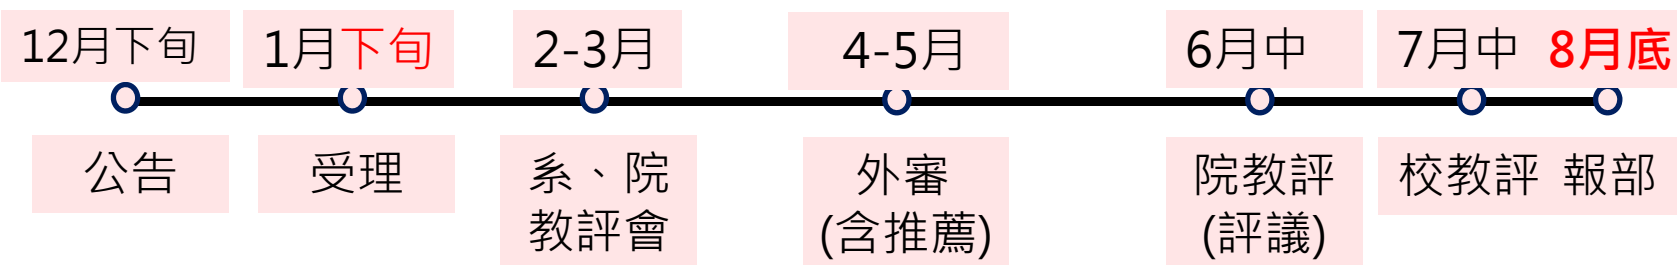 12月下旬
1月下旬
2-3月
4-5月
6月中
7月中
8月底
公告
受理
系、院
教評會
外審
(含推薦)
院教評
(評議)
校教評
報部